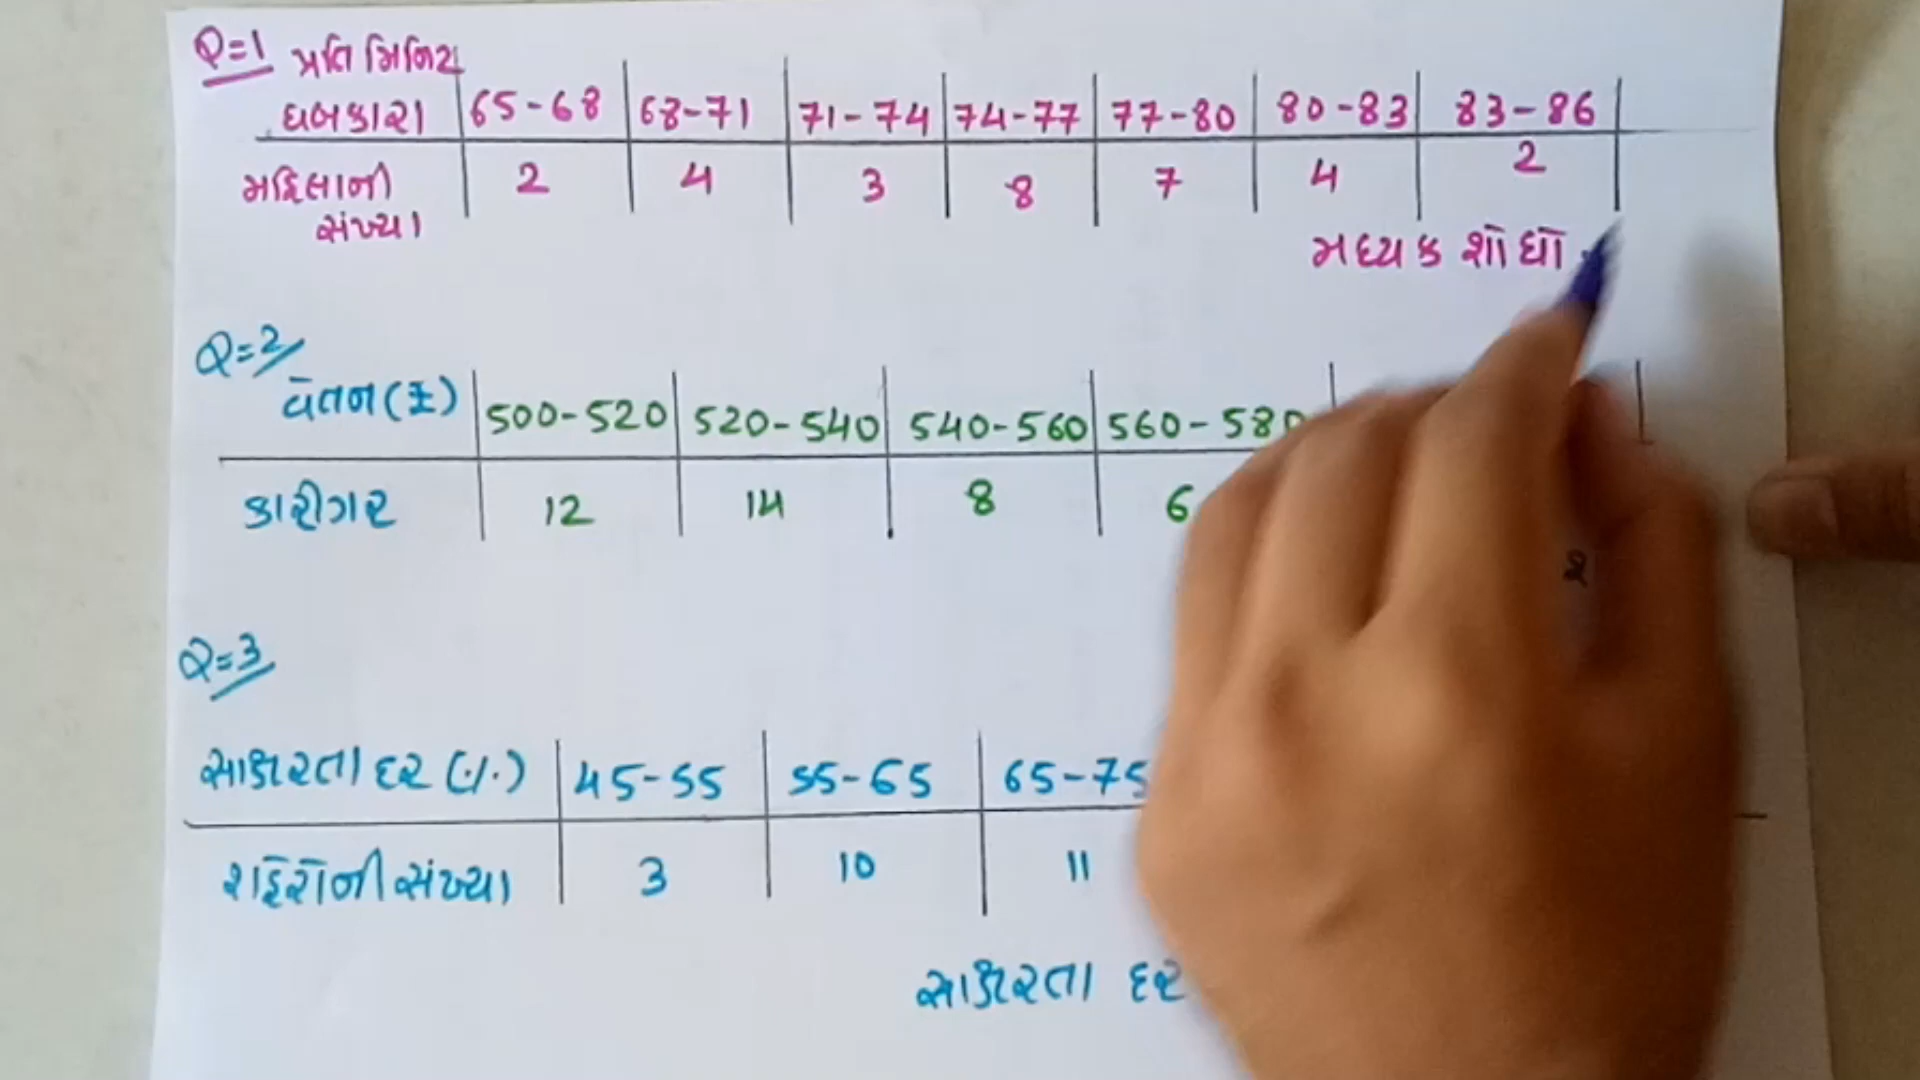 Q=1 પ્રતિ મિનિટ
ધબકારા 65-68 68-71 71-74 74-77 77-80 80-83 83-86
મહિલાની 2 4 3 8 7 4 2
સંખ્યા
મધ્યક શોધો.
Q=2
વેતન (₹) 500-520 520-540 540-560 560-580
કારીગર 12 14 8 6
Q=3
સાક્ષરતા દર (%) 45-55 55-65 65-75
શહેરોની સંખ્યા 3 10 11
સાક્ષરતા દર